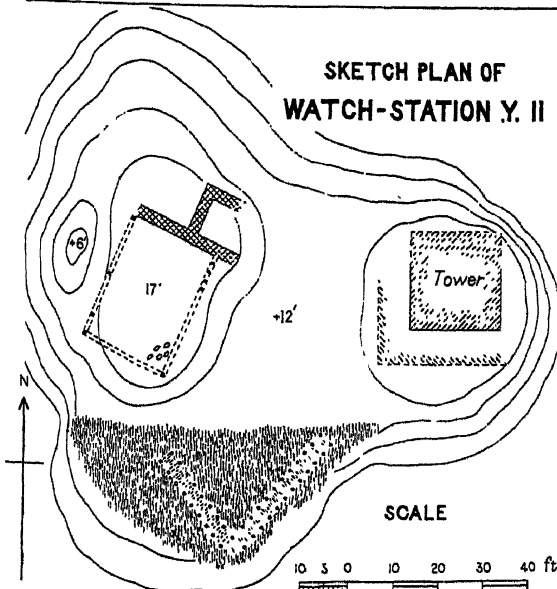 SKETCH PLAN OF
WATCH-STATION Y. II
+6'
17'
Tower
+12'
N
SCALE
10 5 0 10 20 30 40 ft